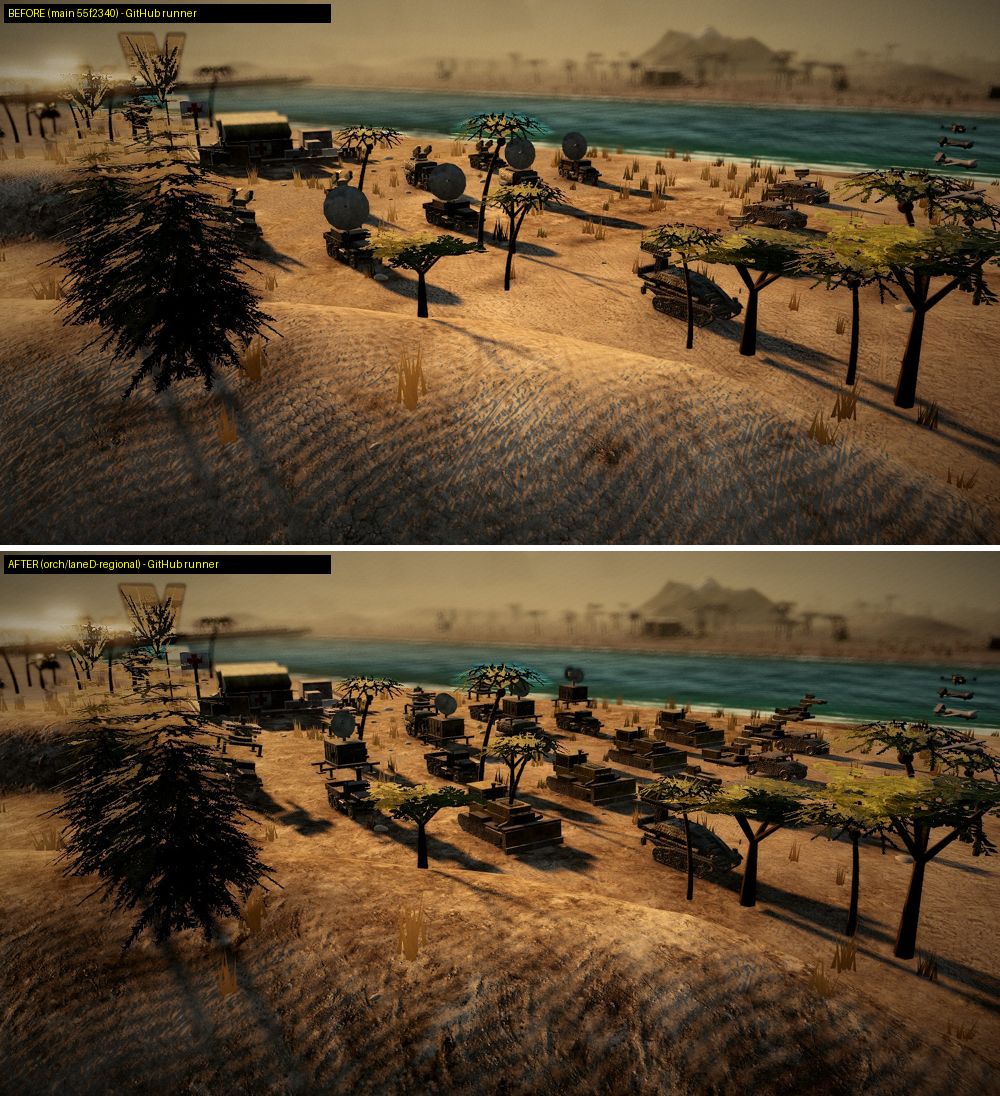 BEFORE (main 55f2340) - GitHub runner
AFTER (orch/laneD-regional) - GitHub runner